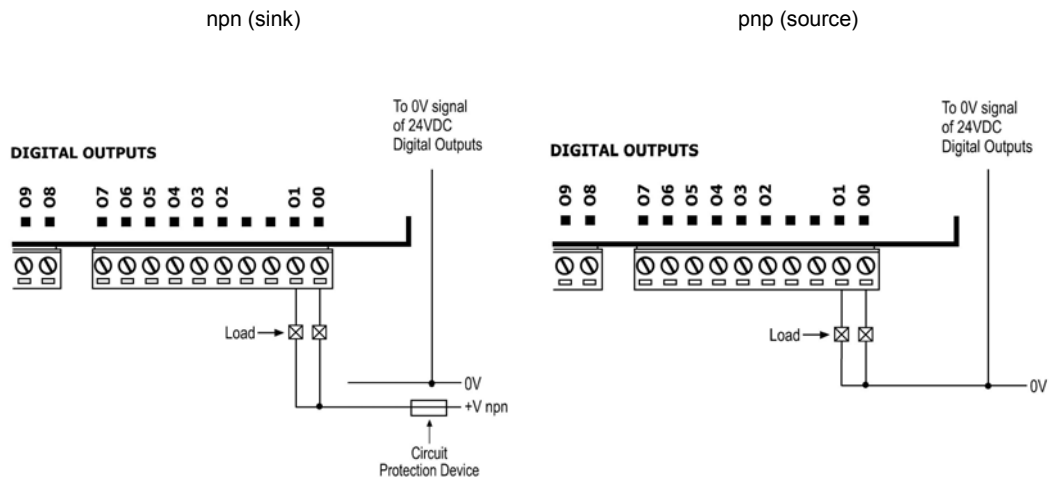 npn (sink)
pnp (source)
To 0V signal
of 24VDC
Digital Outputs
DIGITAL OUTPUTS
O9 O8 O7 O6 O5 O4 O3 O2 O1 O0
Load
0V
+V npn
Circuit
Protection Device
To 0V signal
of 24VDC
Digital Outputs
DIGITAL OUTPUTS
O9 O8 O7 O6 O5 O4 O3 O2 O1 O0
Load
0V